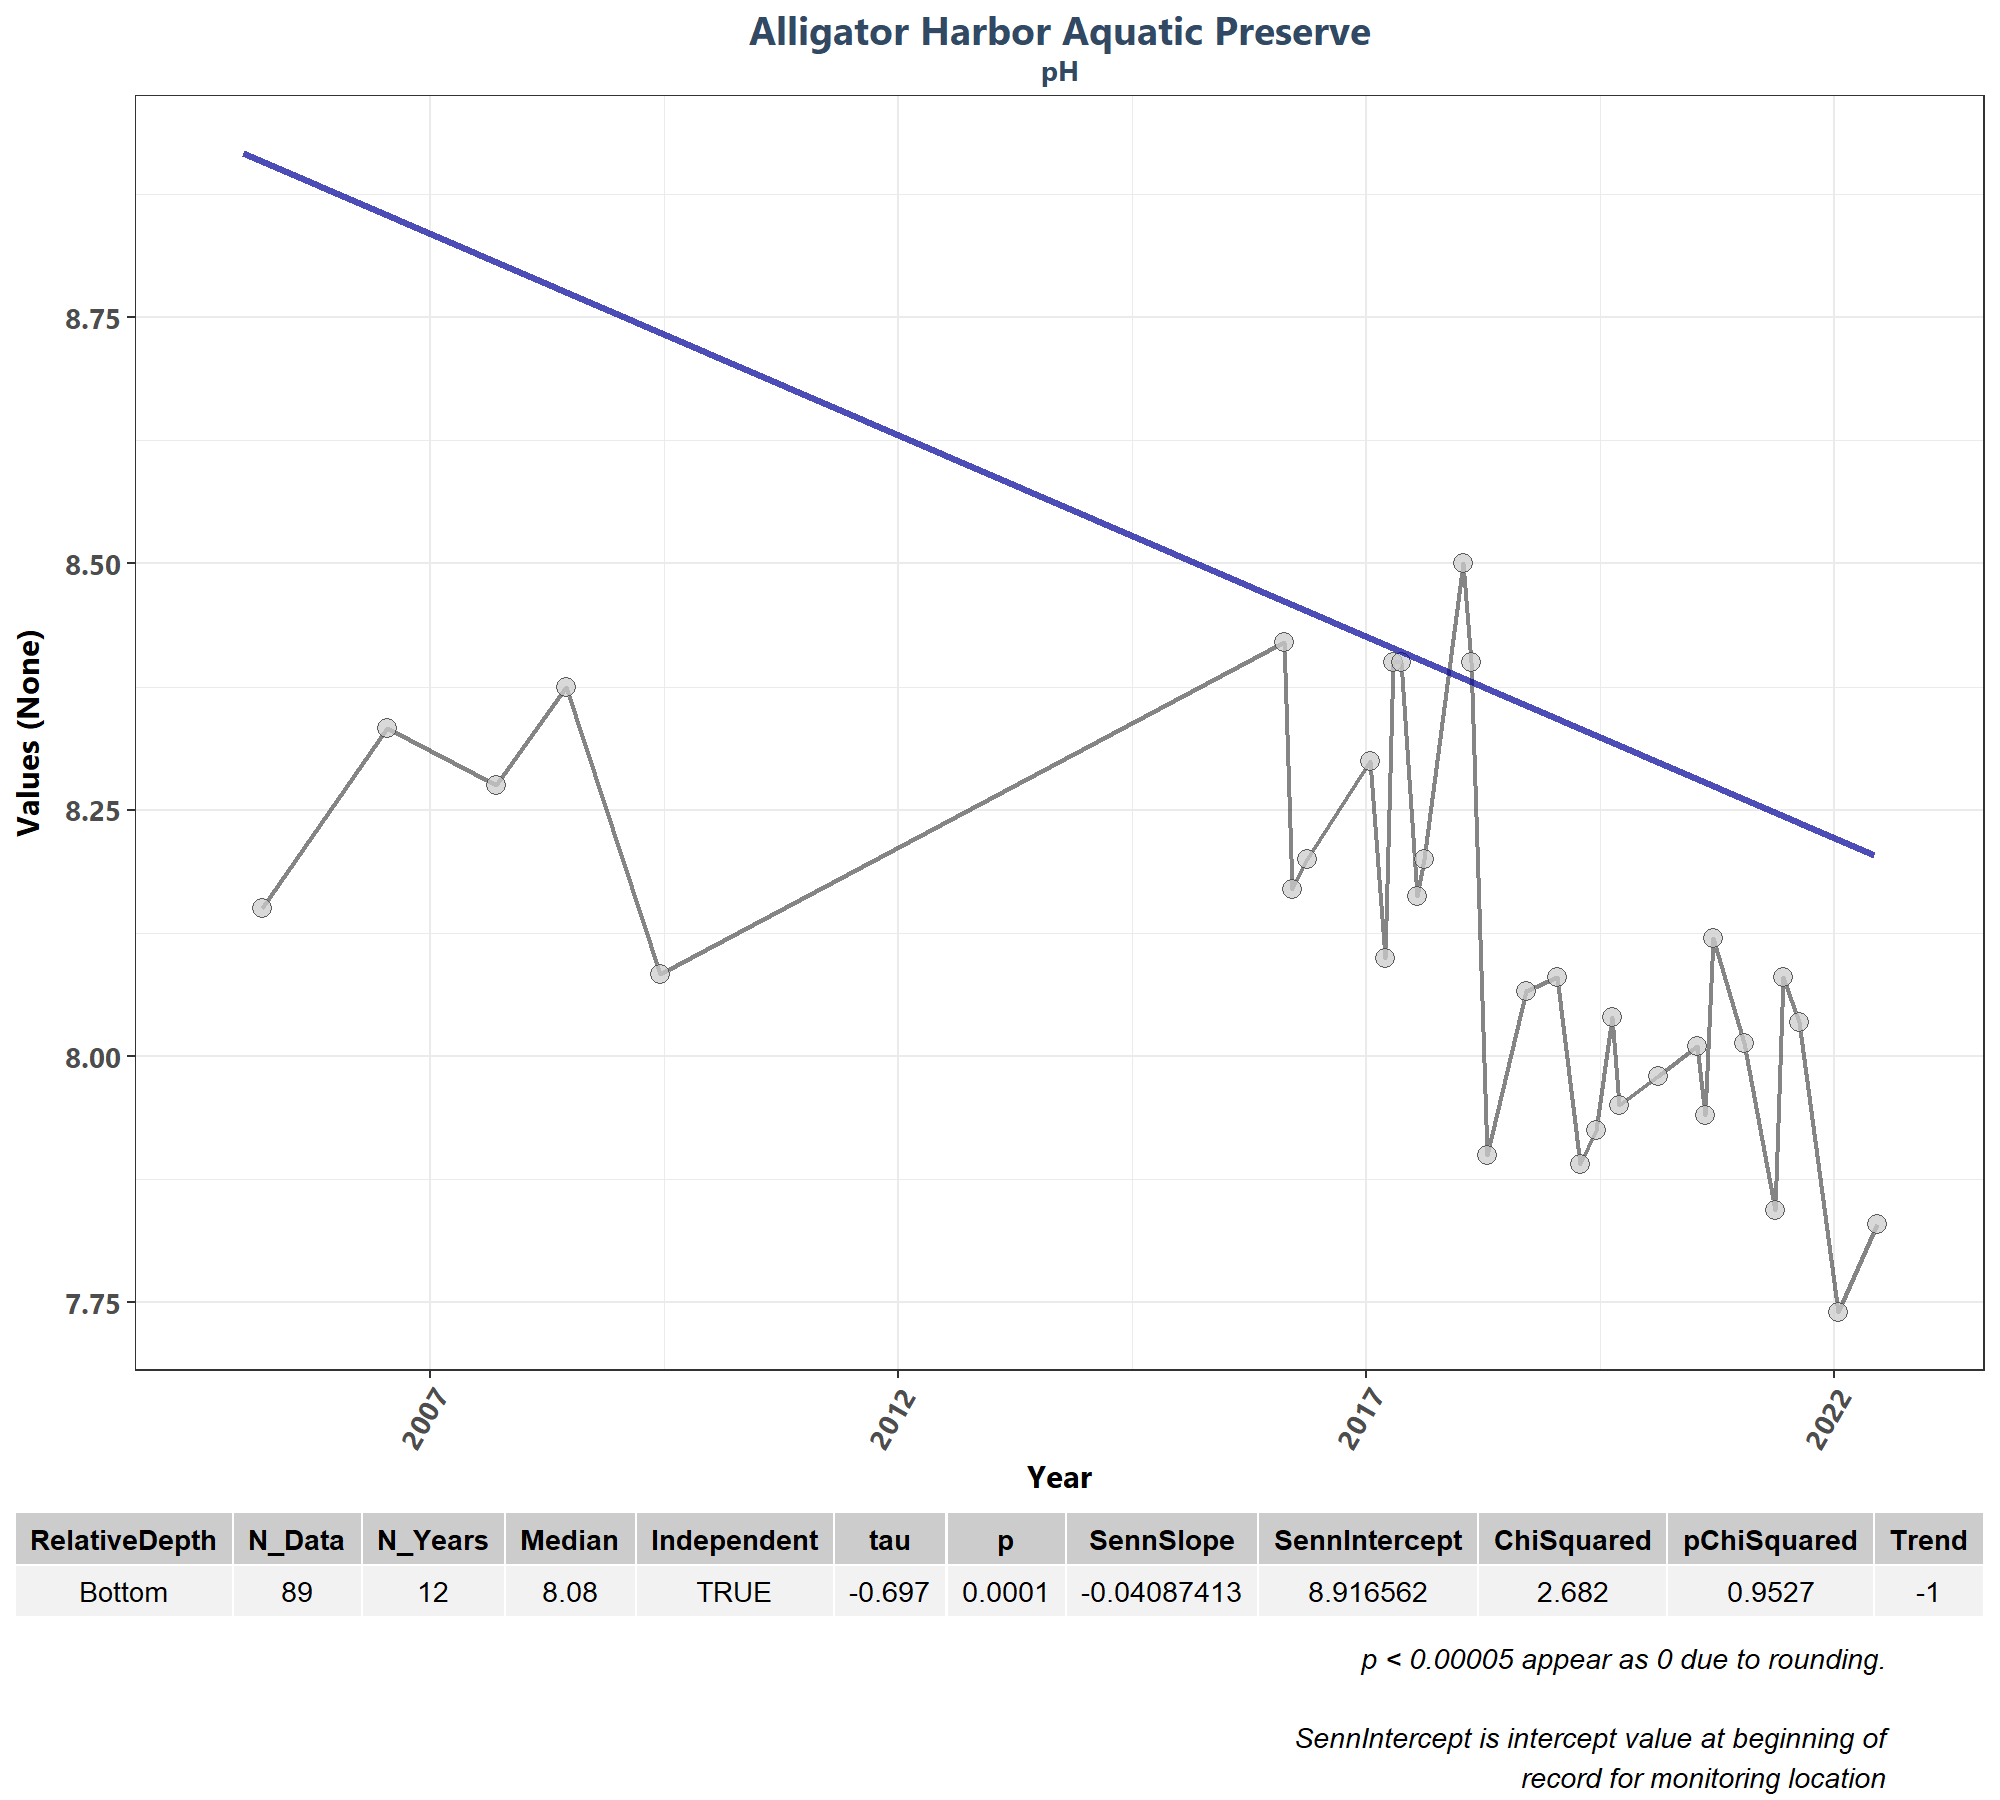 Alligator Harbor Aquatic Preserve
pH
Values (None)
8.75
8.50
8.25
8.00
7.75
2007
2012
2017
2022
Year
RelativeDepth N_Data N_Years Median Independent tau p SennSlope SennIntercept ChiSquared pChiSquared Trend
Bottom 89 12 8.08 TRUE -0.697 0.0001 -0.04087413 8.916562 2.682 0.9527 -1
p < 0.00005 appear as 0 due to rounding.
SennIntercept is intercept value at beginning of
record for monitoring location